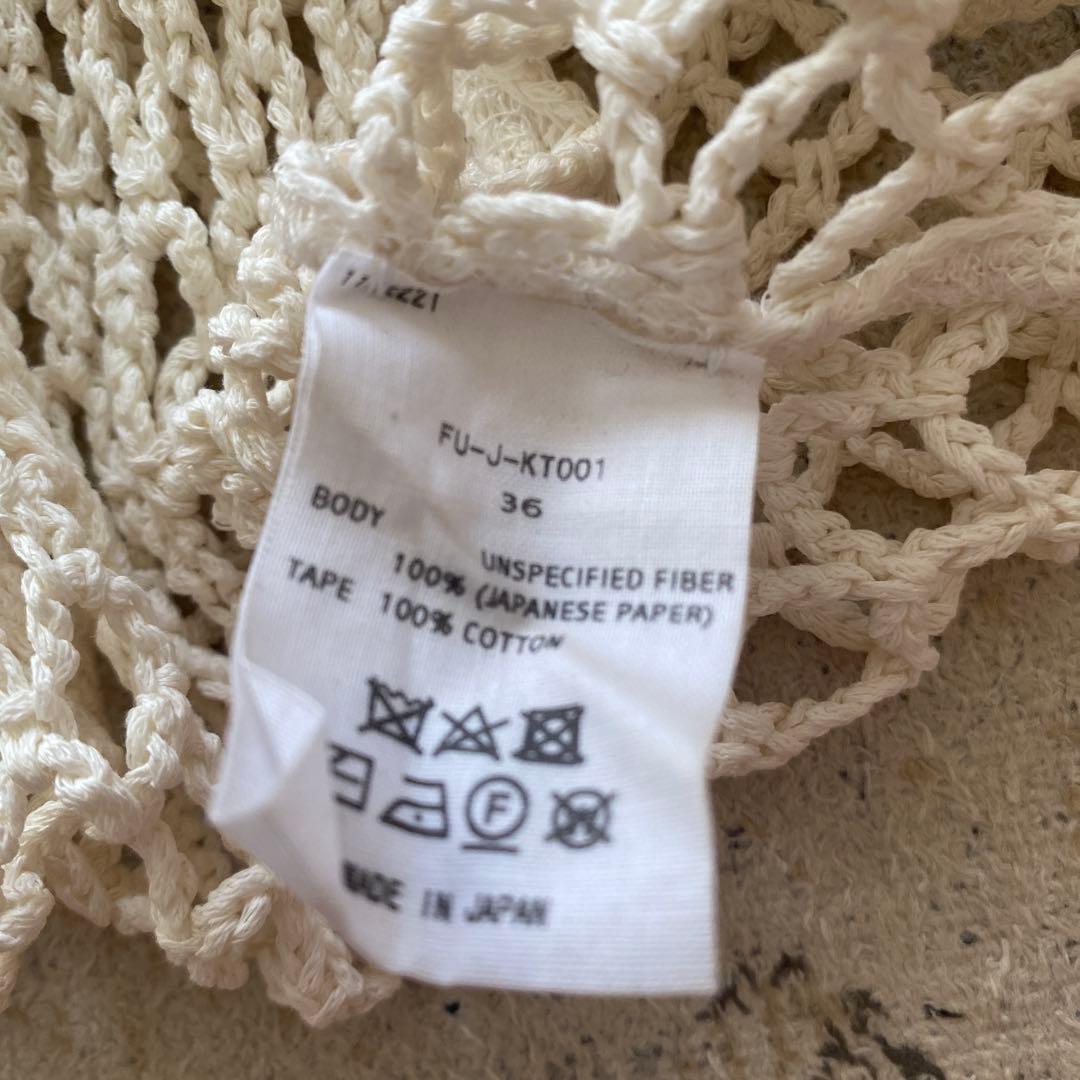 FU-J-KT001
36
BODY
UNSPECIFIED FIBER
100% (JAPANESE PAPER)
TAPE 100% COTTON
F
W
MADE IN JAPAN